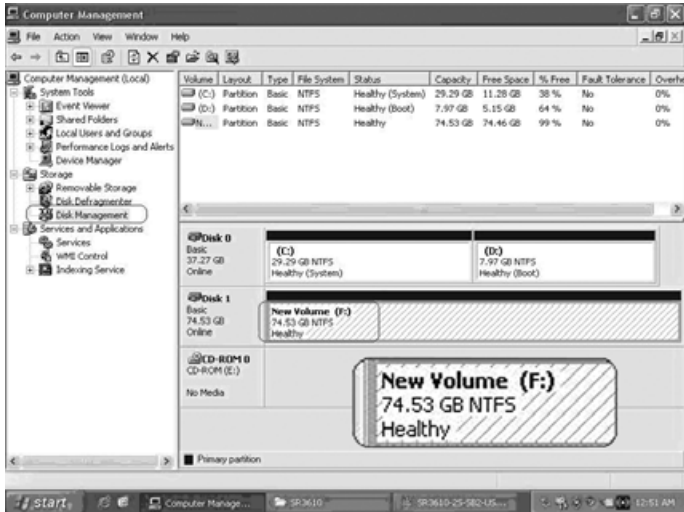 Computer Management
File Action View Window Help
Computer Management (Local)
System Tools
Event Viewer
Shared Folders
Local Users and Groups
Performance Logs and Alerts
Device Manager
Storage
Removable Storage
Disk Defragmenter
Disk Management
Services and Applications
Services
WMI Control
Indexing Service
Volume Layout Type File System Status Capacity Free Space % Free Fault Tolerance Overhe
(C:) Partition Basic NTFS Healthy (System) 29.29 GB 11.28 GB 38 % No 0%
(D:) Partition Basic NTFS Healthy (Boot) 7.97 GB 5.15 GB 64 % No 0%
N... Partition Basic NTFS Healthy 74.53 GB 74.46 GB 99 % No 0%
Disk 0
Basic
37.27 GB
Online
(C:)
29.29 GB NTFS
Healthy (System)
(D:)
7.97 GB NTFS
Healthy (Boot)
Disk 1
Basic
74.53 GB
Online
New Volume (F:)
74.53 GB NTFS
Healthy
CD-ROM 0
CD-ROM (E:)
No Media
New Volume (F:)
74.53 GB NTFS
Healthy
Primary partition
start
Computer Manage...
SR3610
SR3610-2S-SB2-US...
12:51 AM